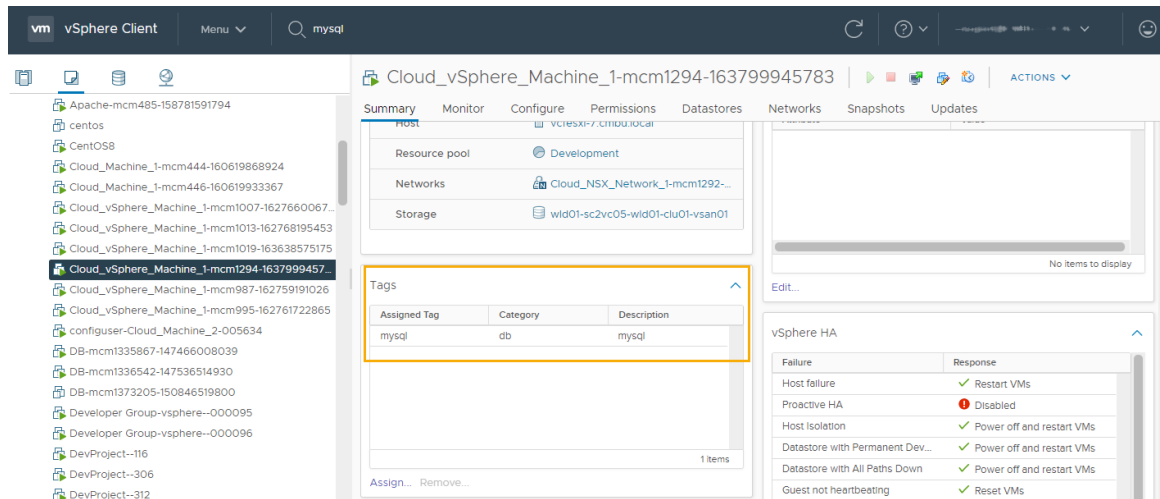 vm vSphere Client Menu mysql
Apache-mcm485-158781591794
centos
CentOS8
Cloud_Machine_1-mcm444-160619868924
Cloud_Machine_1-mcm446-160619933367
Cloud_vSphere_Machine_1-mcm1007-1627660067...
Cloud_vSphere_Machine_1-mcm1013-162768195453
Cloud_vSphere_Machine_1-mcm1019-163638575175
Cloud_vSphere_Machine_1-mcm1294-1637999457...
Cloud_vSphere_Machine_1-mcm987-162759191026
Cloud_vSphere_Machine_1-mcm995-162761722865
configuser-Cloud_Machine_2-005634
DB-mcm1335867-147466008039
DB-mcm1336542-147536514930
DB-mcm1373205-150846519800
Developer Group-vsphere--000095
Developer Group-vsphere--000096
DevProject--116
DevProject--306
DevProject--312
Cloud_vSphere_Machine_1-mcm1294-163799945783 ACTIONS
Summary Monitor Configure Permissions Datastores Networks Snapshots Updates
Host vcfesxi-7.cmbu.local
Resource pool Development
Networks Cloud_NSX_Network_1-mcm1292-...
Storage wld01-sc2vc05-wld01-clu01-vsan01
Tags
Assigned Tag Category Description
mysql db mysql
1 items
Assign... Remove...
Attribute Value
No items to display
Edit...
vSphere HA
Failure Response
Host failure Restart VMs
Proactive HA Disabled
Host Isolation Power off and restart VMs
Datastore with Permanent Dev... Power off and restart VMs
Datastore with All Paths Down Power off and restart VMs
Guest not heartbeating Reset VMs